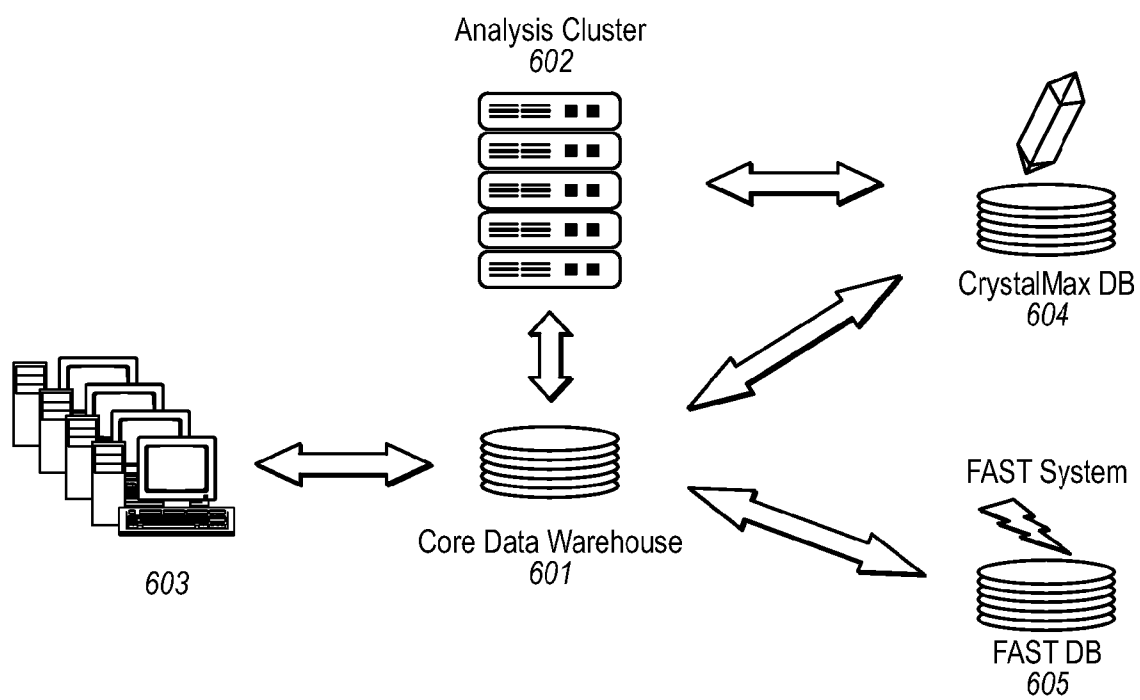 Analysis Cluster
602
CrystalMax DB
604
Core Data Warehouse
601
603
FAST System
FAST DB
605